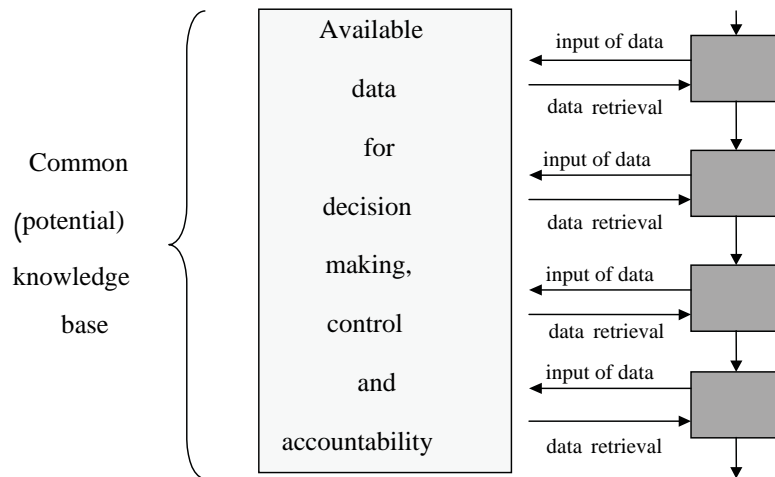 Common
(potential)
knowledge
base
Available
data
for
decision
making,
control
and
accountability
input of data
data retrieval
input of data
data retrieval
input of data
data retrieval
input of data
data retrieval